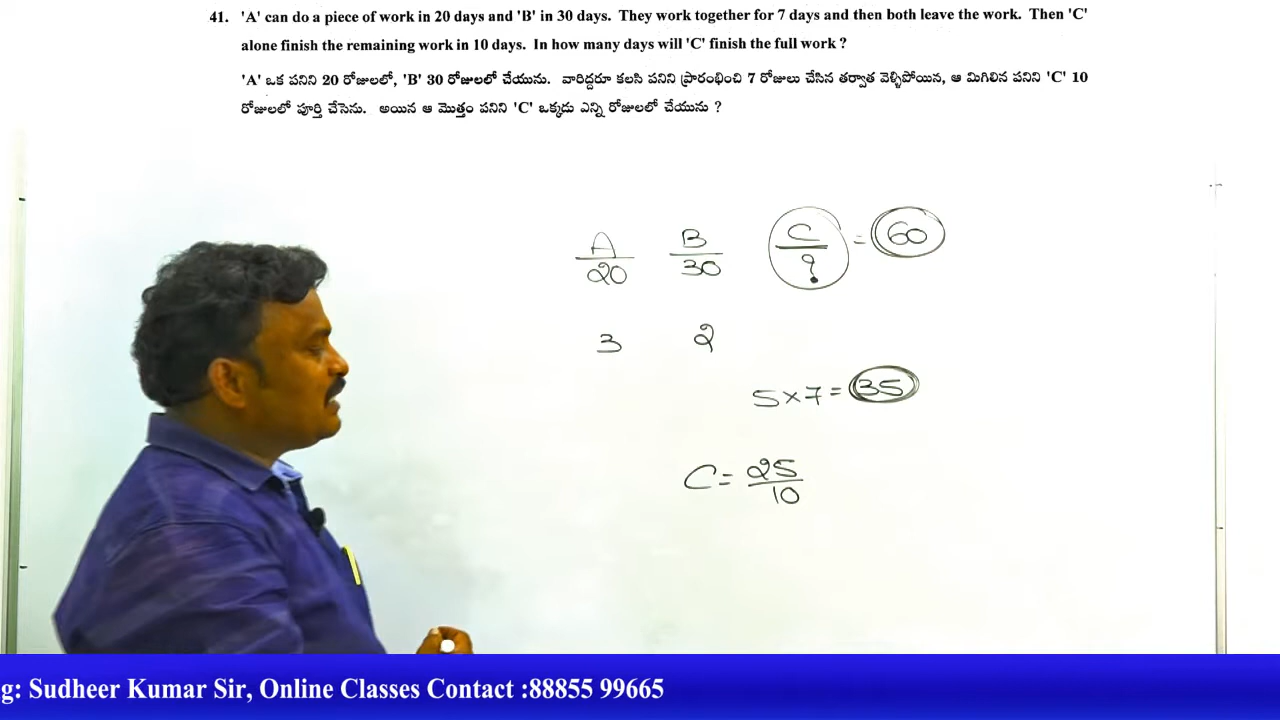 41. 'A' can do a piece of work in 20 days and 'B' in 30 days. They work together for 7 days and then both leave the work. Then 'C'
alone finish the remaining work in 10 days. In how many days will 'C' finish the full work ?
'A' ఒక పనిని 20 రోజులలో, 'B' 30 రోజులలో చేయును. వారిద్దరూ కలసి పనిని ప్రారంభించి 7 రోజులు చేసిన తర్వాత వెళ్ళిపోయిన, ఆ మిగిలిన పనిని 'C' 10
రోజులలో పూర్తి చేసెను. అయిన ఆ మొత్తం పనిని 'C' ఒక్కడు ఎన్ని రోజులలో చేయును ?
A/20 B/30 C/? = 60
3 2
5×7=35
C= 25/10
g: Sudheer Kumar Sir, Online Classes Contact :88855 99665